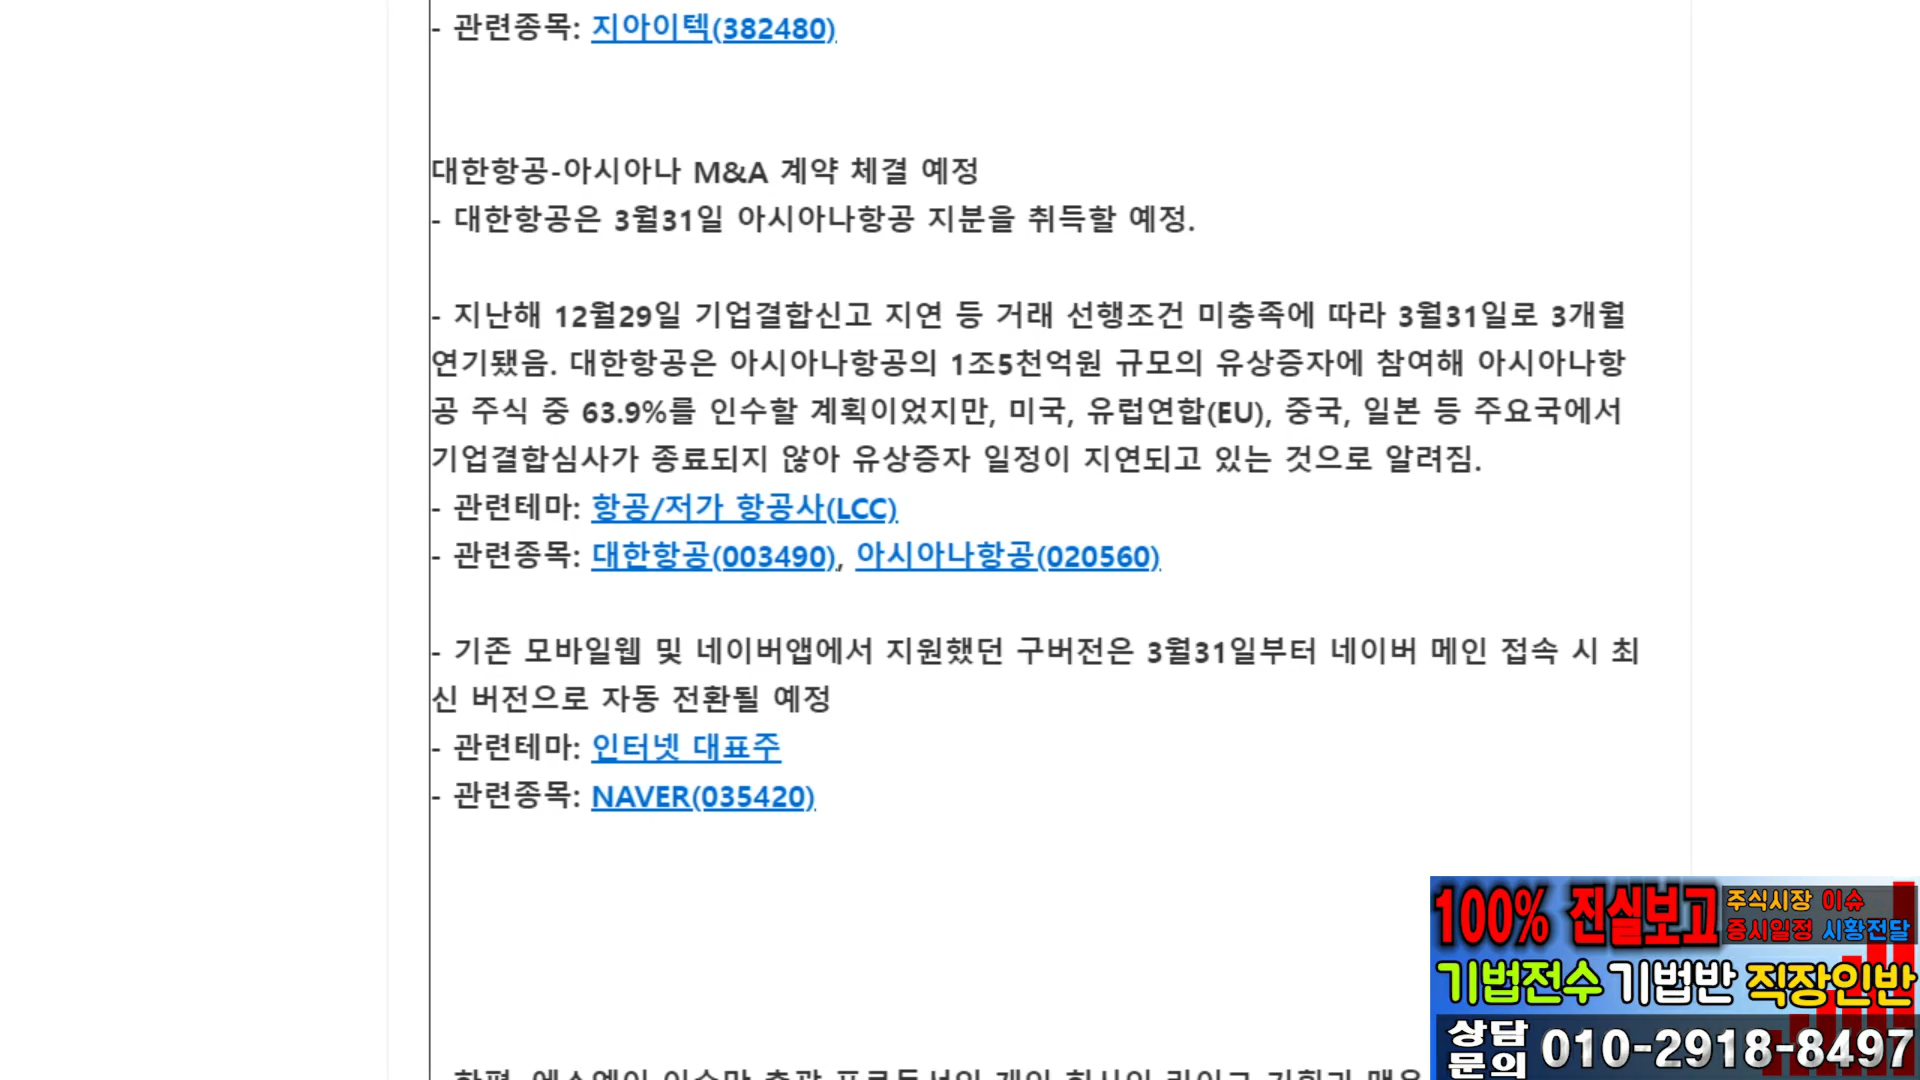 - 관련종목: 지아이텍(382480)
대한항공-아시아나 M&A 계약 체결 예정
- 대한항공은 3월31일 아시아나항공 지분을 취득할 예정.
- 지난해 12월29일 기업결합신고 지연 등 거래 선행조건 미충족에 따라 3월31일로 3개월
연기됐음. 대한항공은 아시아나항공의 1조5천억원 규모의 유상증자에 참여해 아시아나항
공 주식 중 63.9%를 인수할 계획이었지만, 미국, 유럽연합(EU), 중국, 일본 등 주요국에서
기업결합심사가 종료되지 않아 유상증자 일정이 지연되고 있는 것으로 알려짐.
- 관련테마: 항공/저가 항공사(LCC)
- 관련종목: 대한항공(003490), 아시아나항공(020560)
- 기존 모바일웹 및 네이버앱에서 지원했던 구버전은 3월31일부터 네이버 메인 접속 시 최
신 버전으로 자동 전환될 예정
- 관련테마: 인터넷 대표주
- 관련종목: NAVER(035420)
100% 진실보고
주식시장 이슈
증시일정 시황전달
기법전수 기법반 직장인반
상담
문의 010-2918-8497